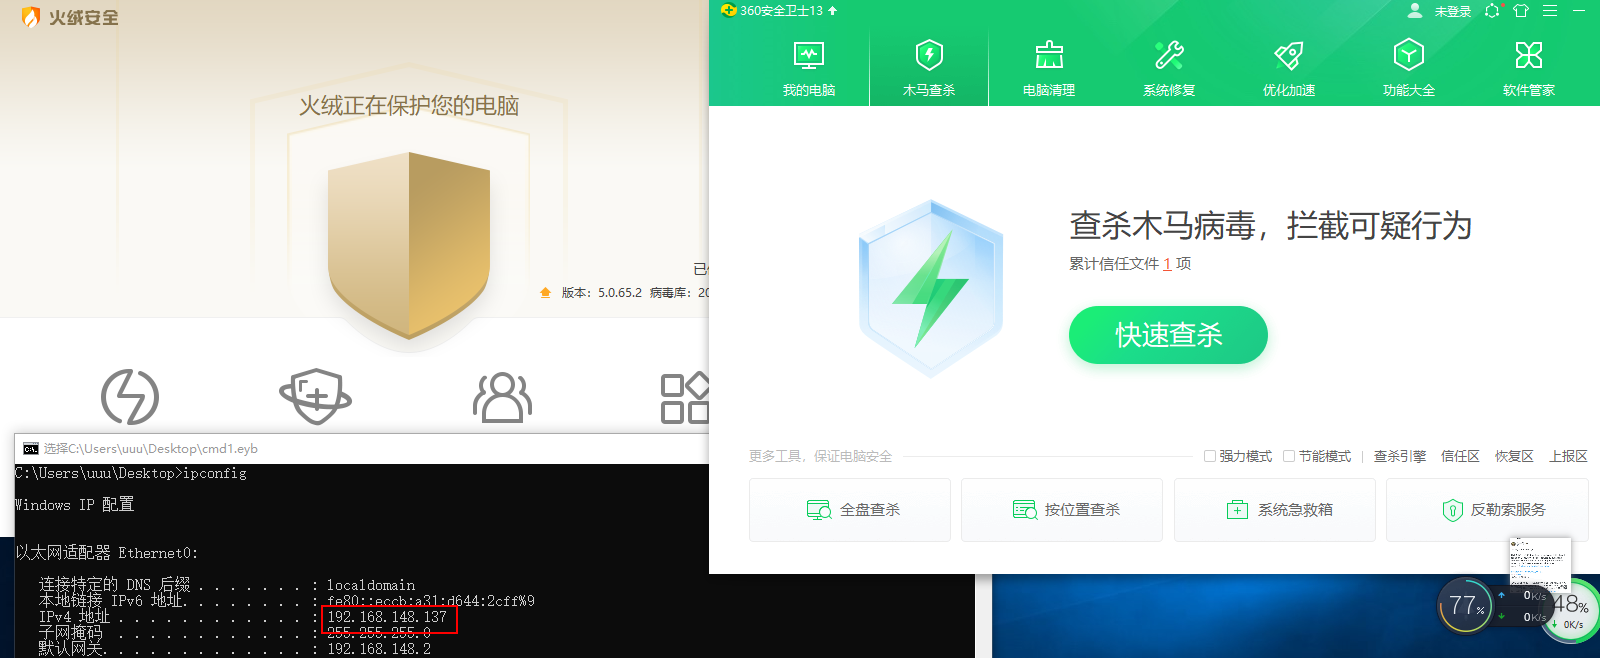 火绒安全
火绒正在保护您的电脑
版本：5.0.65.2 病毒库：20
360安全卫士13
未登录
我的电脑
木马查杀
电脑清理
系统修复
优化加速
功能大全
软件管家
查杀木马病毒，拦截可疑行为
累计信任文件 1 项
快速查杀
更多工具，保证电脑安全
强力模式 节能模式 | 查杀引擎 信任区 恢复区 上报区
全盘查杀
按位置查杀
系统急救箱
反勒索服务
选择C:\Users\uuu\Desktop\cmd1.eyb
C:\Users\uuu\Desktop>ipconfig
Windows IP 配置
以太网适配器 Ethernet0:
连接特定的 DNS 后缀 . . . . . . . : localdomain
本地链接 IPv6 地址. . . . . . . . : fe80::eccb:a31:d644:2cff%9
IPv4 地址 . . . . . . . . . . . . : 192.168.148.137
子网掩码 . . . . . . . . . . . . : 255.255.255.0
默认网关. . . . . . . . . . . . . : 192.168.148.2
77%
0K/s
0K/s
48%
0K/s